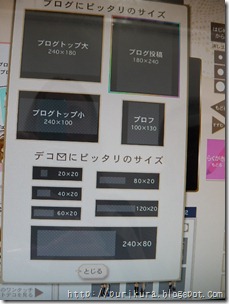 ブログにピッタリのサイズ
ブログトップ大
240×180
ブログ投稿
180×240
ブログトップ小
240×100
プロフ
100×130
デコ✉にピッタリのサイズ
20×20
80×20
40×20
120×20
60×20
240×80
とじる
http://purikura.blogspot.com